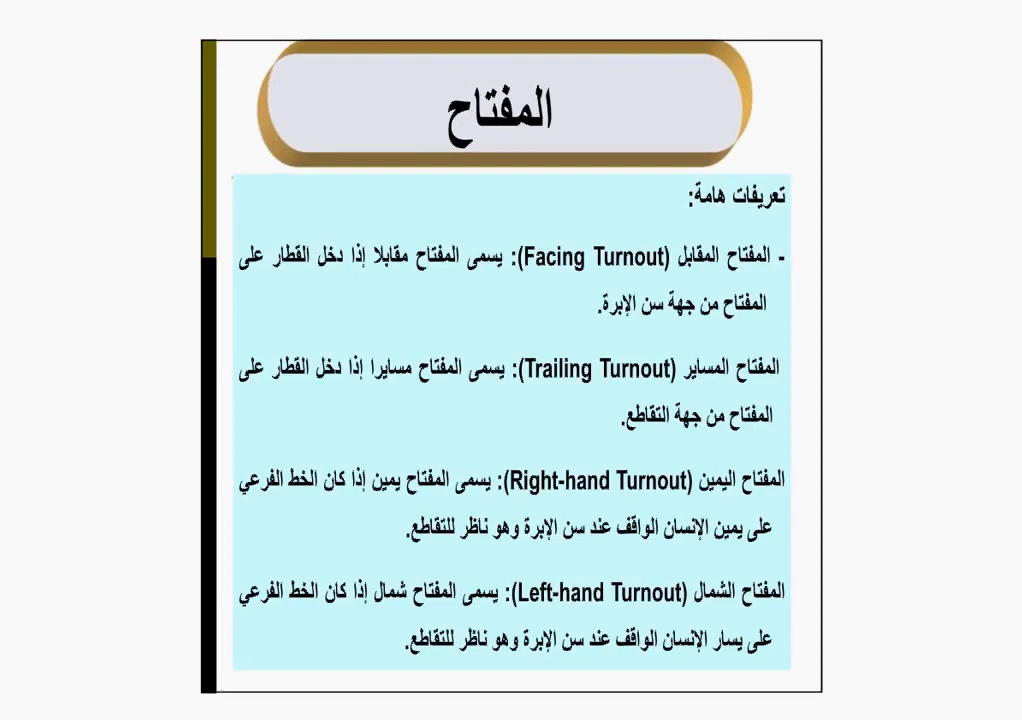 المفتاح
تعريفات هامة:
- المفتاح المقابل (Facing Turnout): يسمى المفتاح مقابلا إذا دخل القطار على
المفتاح من جهة سن الإبرة.
المفتاح المساير (Trailing Turnout): يسمى المفتاح مسايرا إذا دخل القطار على
المفتاح من جهة التقاطع.
المفتاح اليمين (Right-hand Turnout): يسمى المفتاح يمين إذا كان الخط الفرعي
على يمين الإنسان الواقف عند سن الإبرة وهو ناظر للتقاطع.
المفتاح الشمال (Left-hand Turnout): يسمى المفتاح شمال إذا كان الخط الفرعي
على يسار الإنسان الواقف عند سن الإبرة وهو ناظر للتقاطع.